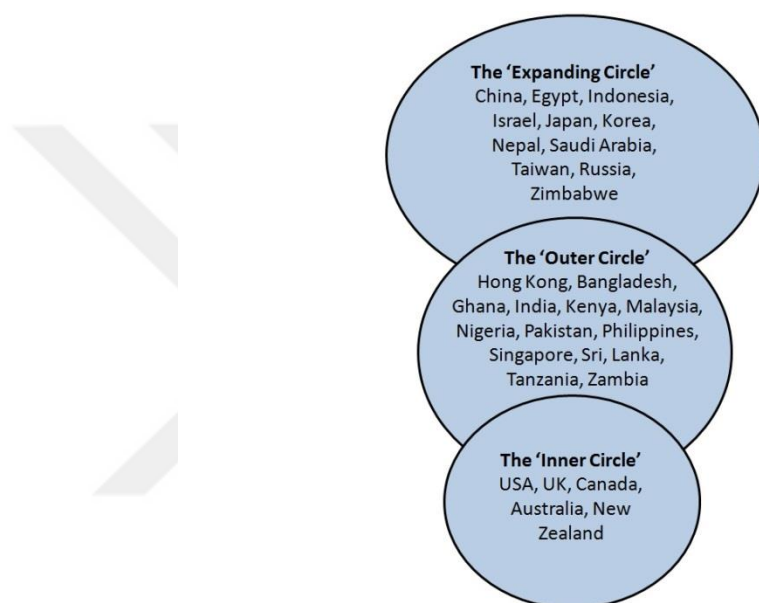 The ‘Expanding Circle’
China, Egypt, Indonesia,
Israel, Japan, Korea,
Nepal, Saudi Arabia,
Taiwan, Russia,
Zimbabwe
The ‘Outer Circle’
Hong Kong, Bangladesh,
Ghana, India, Kenya, Malaysia,
Nigeria, Pakistan, Philippines,
Singapore, Sri, Lanka,
Tanzania, Zambia
The ‘Inner Circle’
USA, UK, Canada,
Australia, New
Zealand